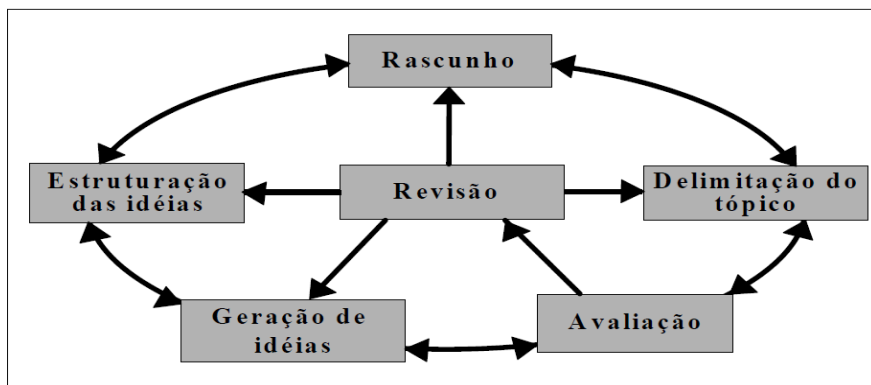 Rascunho
Estruturação
das idéias
Revisão
Delimitação do
tópico
Geração de
idéias
Avaliação